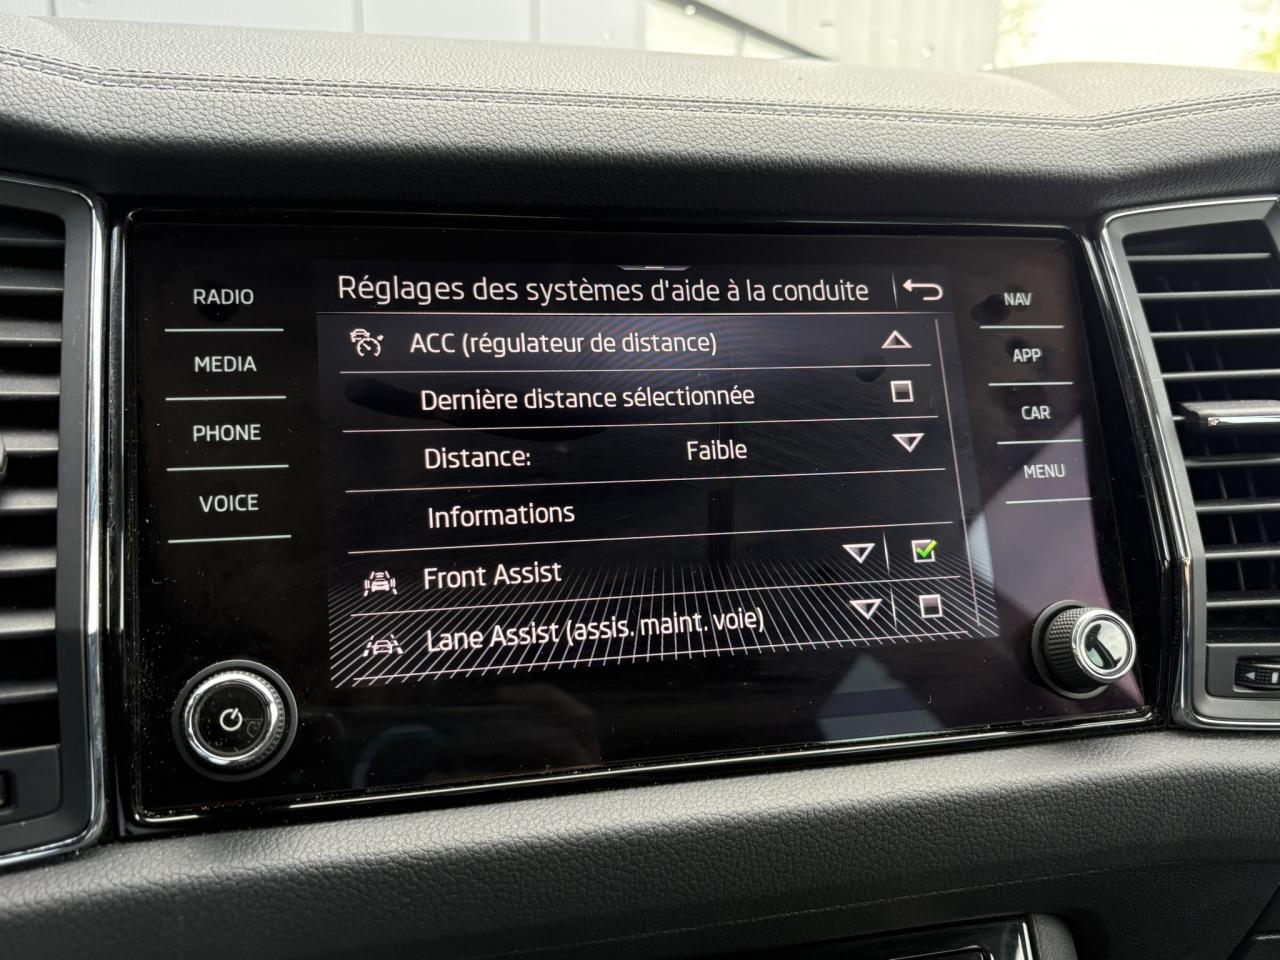 Réglages des systèmes d'aide à la conduite
RADIO
MEDIA
PHONE
VOICE
ACC (régulateur de distance)
Dernière distance sélectionnée
Distance: Faible
Informations
Front Assist
Lane Assist (assis. maint. voie)
NAV
APP
CAR
MENU